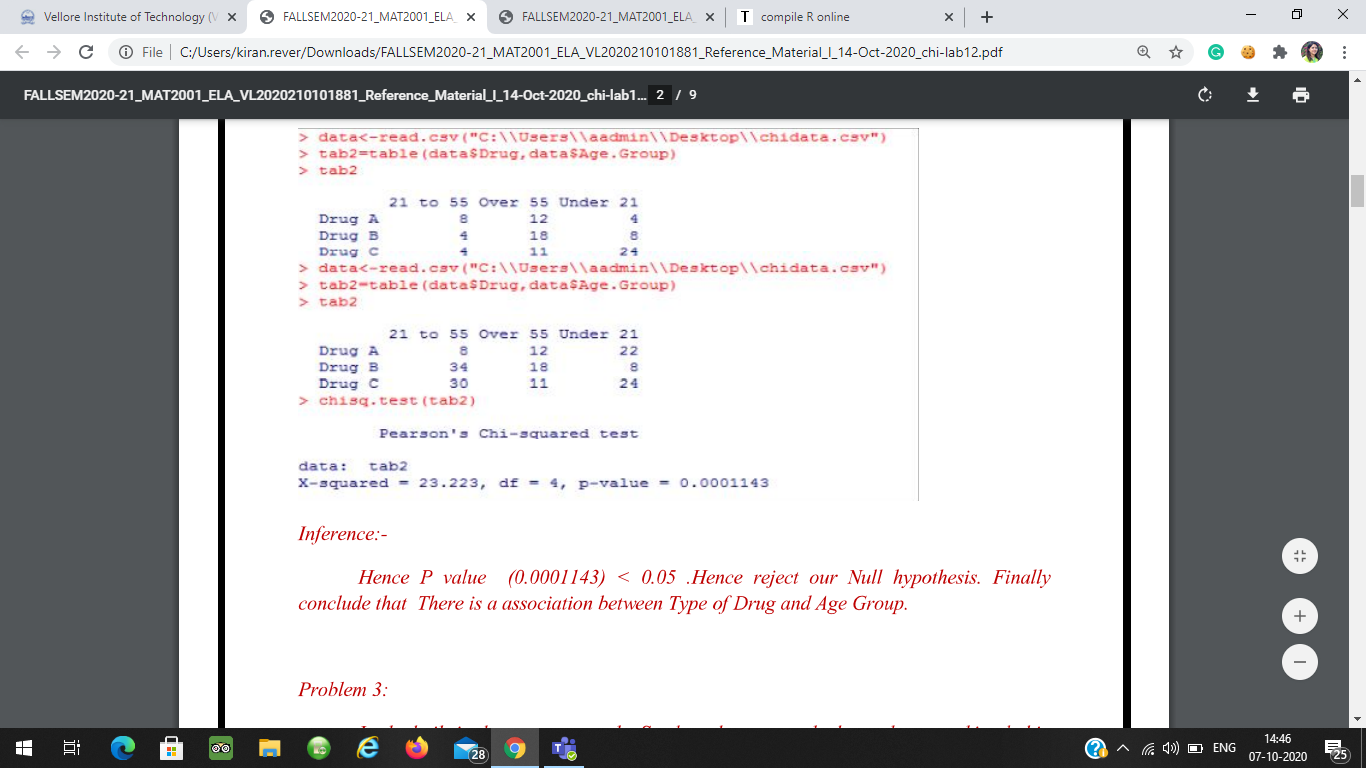 Vellore Institute of Technology (V
FALLSEM2020-21_MAT2001_ELA_
FALLSEM2020-21_MAT2001_ELA_
T compile R online
File | C:/Users/kiran.rever/Downloads/FALLSEM2020-21_MAT2001_ELA_VL2020210101881_Reference_Material_I_14-Oct-2020_chi-lab12.pdf
FALLSEM2020-21_MAT2001_ELA_VL2020210101881_Reference_Material_I_14-Oct-2020_chi-lab1... 2 / 9
> data<-read.csv("C:\\Users\\aadmin\\Desktop\\chidata.csv")
> tab2=table(data$Drug,data$Age.Group)
> tab2
21 to 55 Over 55 Under 21
Drug A 8 12 4
Drug B 4 18 8
Drug C 4 11 24
> data<-read.csv("C:\\Users\\aadmin\\Desktop\\chidata.csv")
> tab2=table(data$Drug,data$Age.Group)
> tab2
21 to 55 Over 55 Under 21
Drug A 8 12 22
Drug B 34 18 8
Drug C 30 11 24
> chisq.test(tab2)
Pearson's Chi-squared test
data: tab2
X-squared = 23.223, df = 4, p-value = 0.0001143
Inference:-
Hence P value (0.0001143) < 0.05 .Hence reject our Null hypothesis. Finally
conclude that There is a association between Type of Drug and Age Group.
Problem 3:
28
ENG
14:46
07-10-2020
25